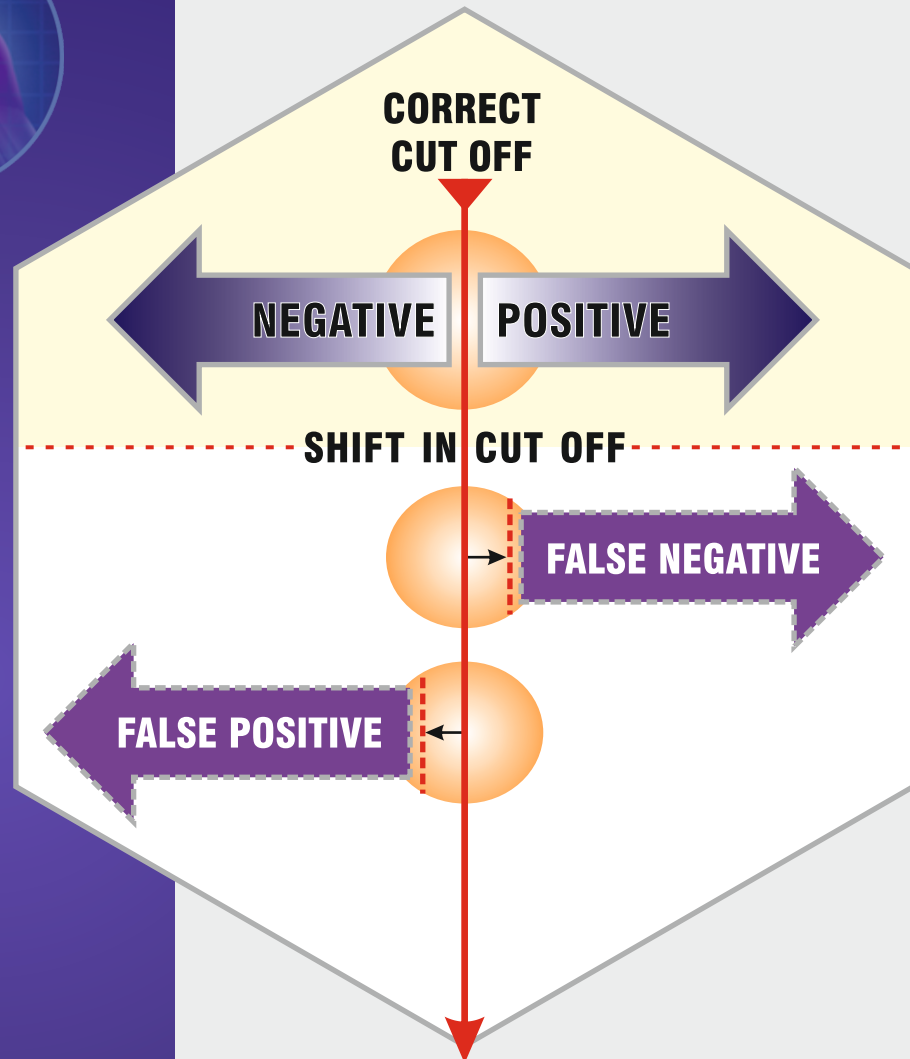 CORRECT
CUT OFF
NEGATIVE POSITIVE
SHIFT IN CUT OFF
FALSE NEGATIVE
FALSE POSITIVE